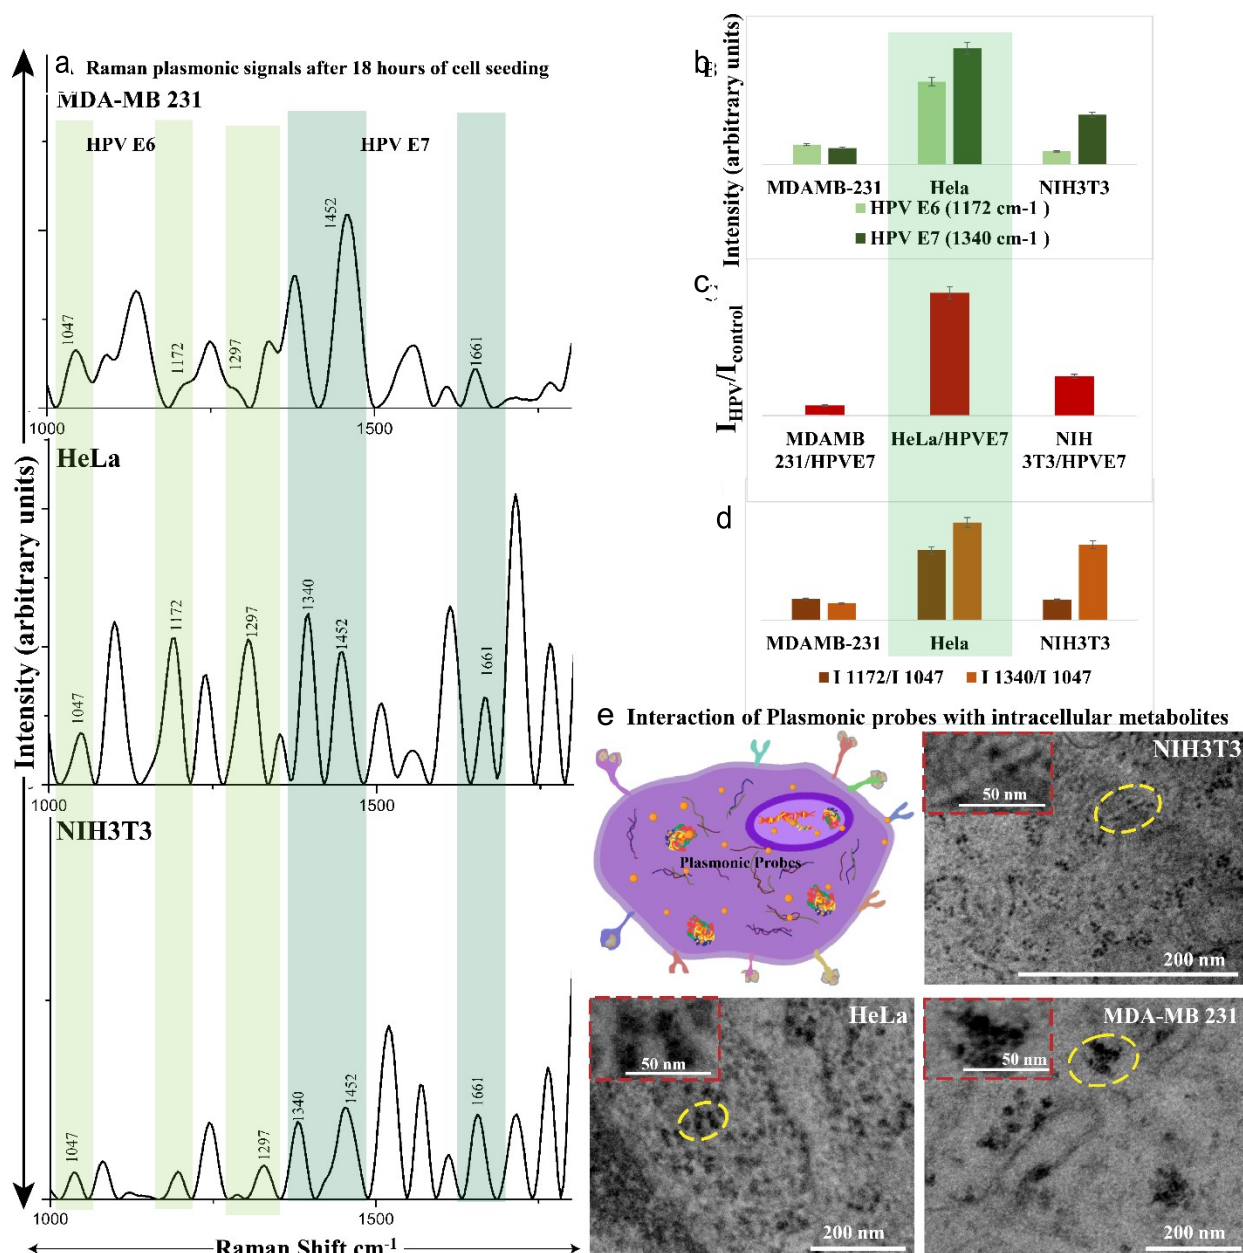 a. Raman plasmonic signals after 18 hours of cell seeding
MDA-MB 231
HPV E6
HPV E7
1047
1172
1297
1452
1661
1000
1500
HeLa
1047
1172
1297
1340
1452
1661
1000
1500
NIH3T3
1047
1297
1340
1452
1661
1000
1500
Intensity (arbitrary units)
Raman Shift cm-1
b
Intensity (arbitrary units)
MDAMB-231
Hela
NIH3T3
HPV E6 (1172 cm-1 )
HPV E7 (1340 cm-1 )
c
IHPV/Icontrol
MDAMB
231/HPVE7
HeLa/HPVE7
NIH
3T3/HPVE7
d
MDAMB-231
Hela
NIH3T3
I 1172/I 1047
I 1340/I 1047
e Interaction of Plasmonic probes with intracellular metabolites
Plasmonic Probes
NIH3T3
50 nm
200 nm
HeLa
50 nm
200 nm
MDA-MB 231
50 nm
200 nm